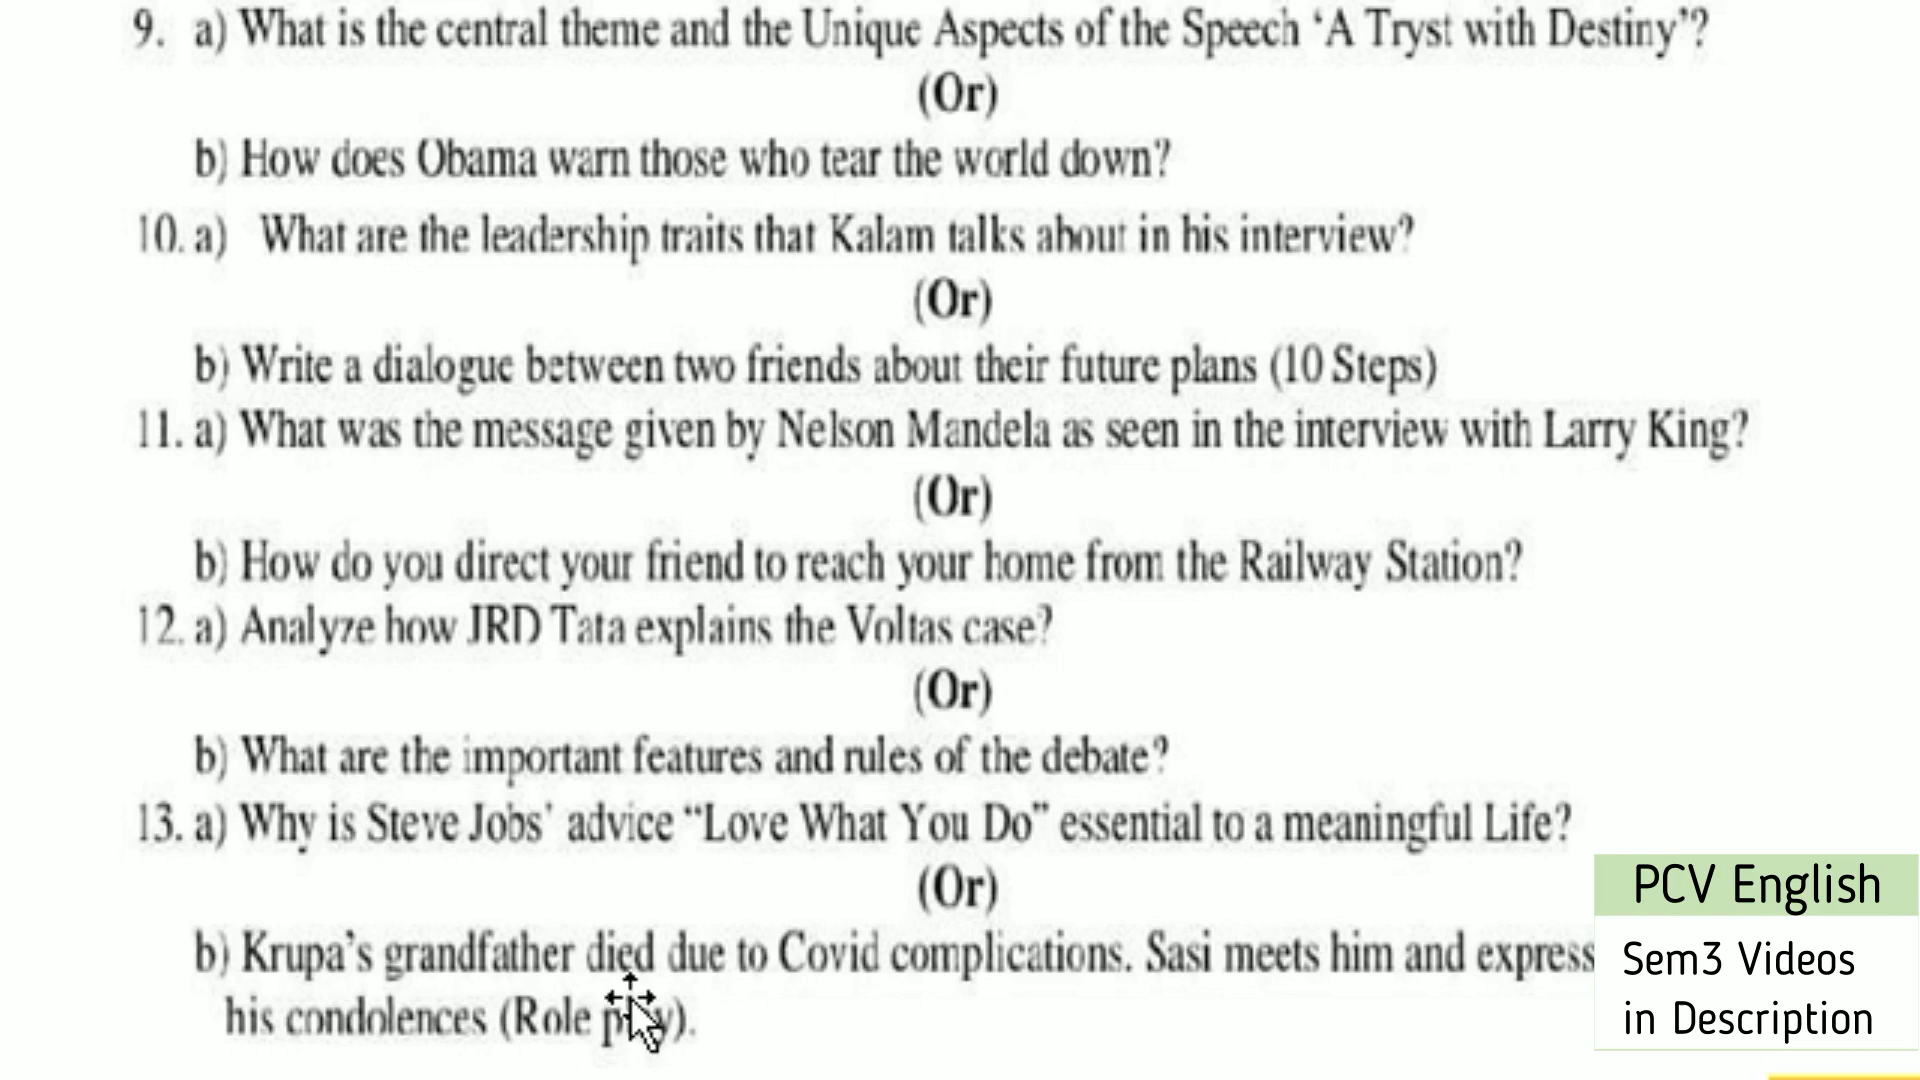 9. a) What is the central theme and the Unique Aspects of the Speech ‘A Tryst with Destiny’?
(Or)
b) How does Obama warn those who tear the world down?
10. a) What are the leadership traits that Kalam talks about in his interview?
(Or)
b) Write a dialogue between two friends about their future plans (10 Steps)
11. a) What was the message given by Nelson Mandela as seen in the interview with Larry King?
(Or)
b) How do you direct your friend to reach your home from the Railway Station?
12. a) Analyze how JRD Tata explains the Voltas case?
(Or)
b) What are the important features and rules of the debate?
13. a) Why is Steve Jobs’ advice “Love What You Do” essential to a meaningful Life?
(Or)
b) Krupa’s grandfather died due to Covid complications. Sasi meets him and express
his condolences (Role play).
PCV English
Sem3 Videos
in Description